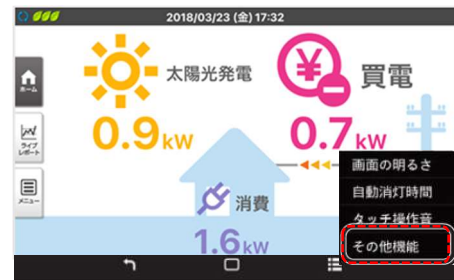 2018/03/23 (金) 17:32
ホーム
太陽光発電
買電
0.9kW
0.7kW
ライブ
レポート
メニュー
消費
1.6kW
画面の明るさ
自動消灯時間
タッチ操作音
その他機能